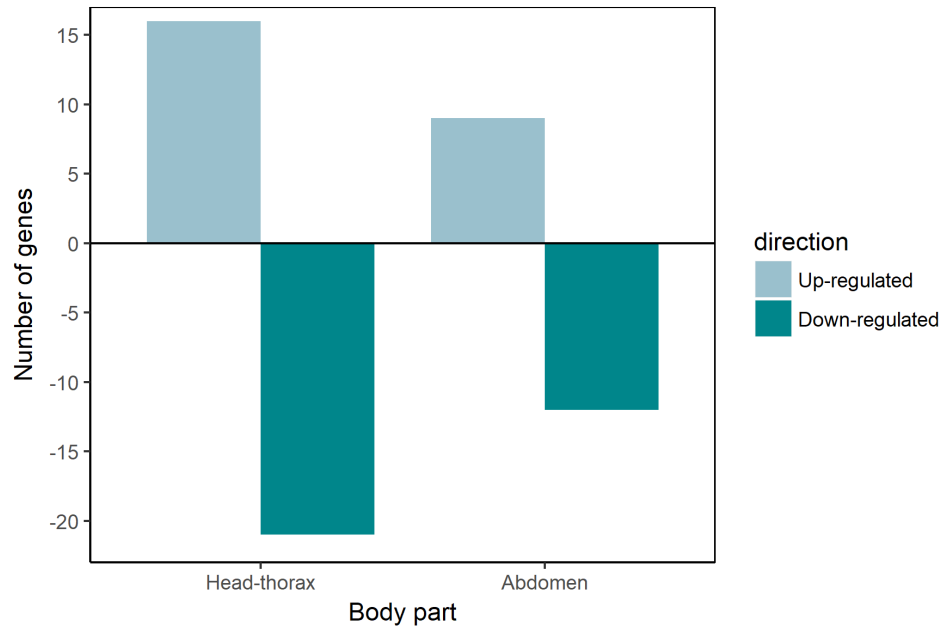 15
10
5
0
-5
-10
-15
-20
Number of genes
Head-thorax Abdomen
Body part
direction
Up-regulated
Down-regulated